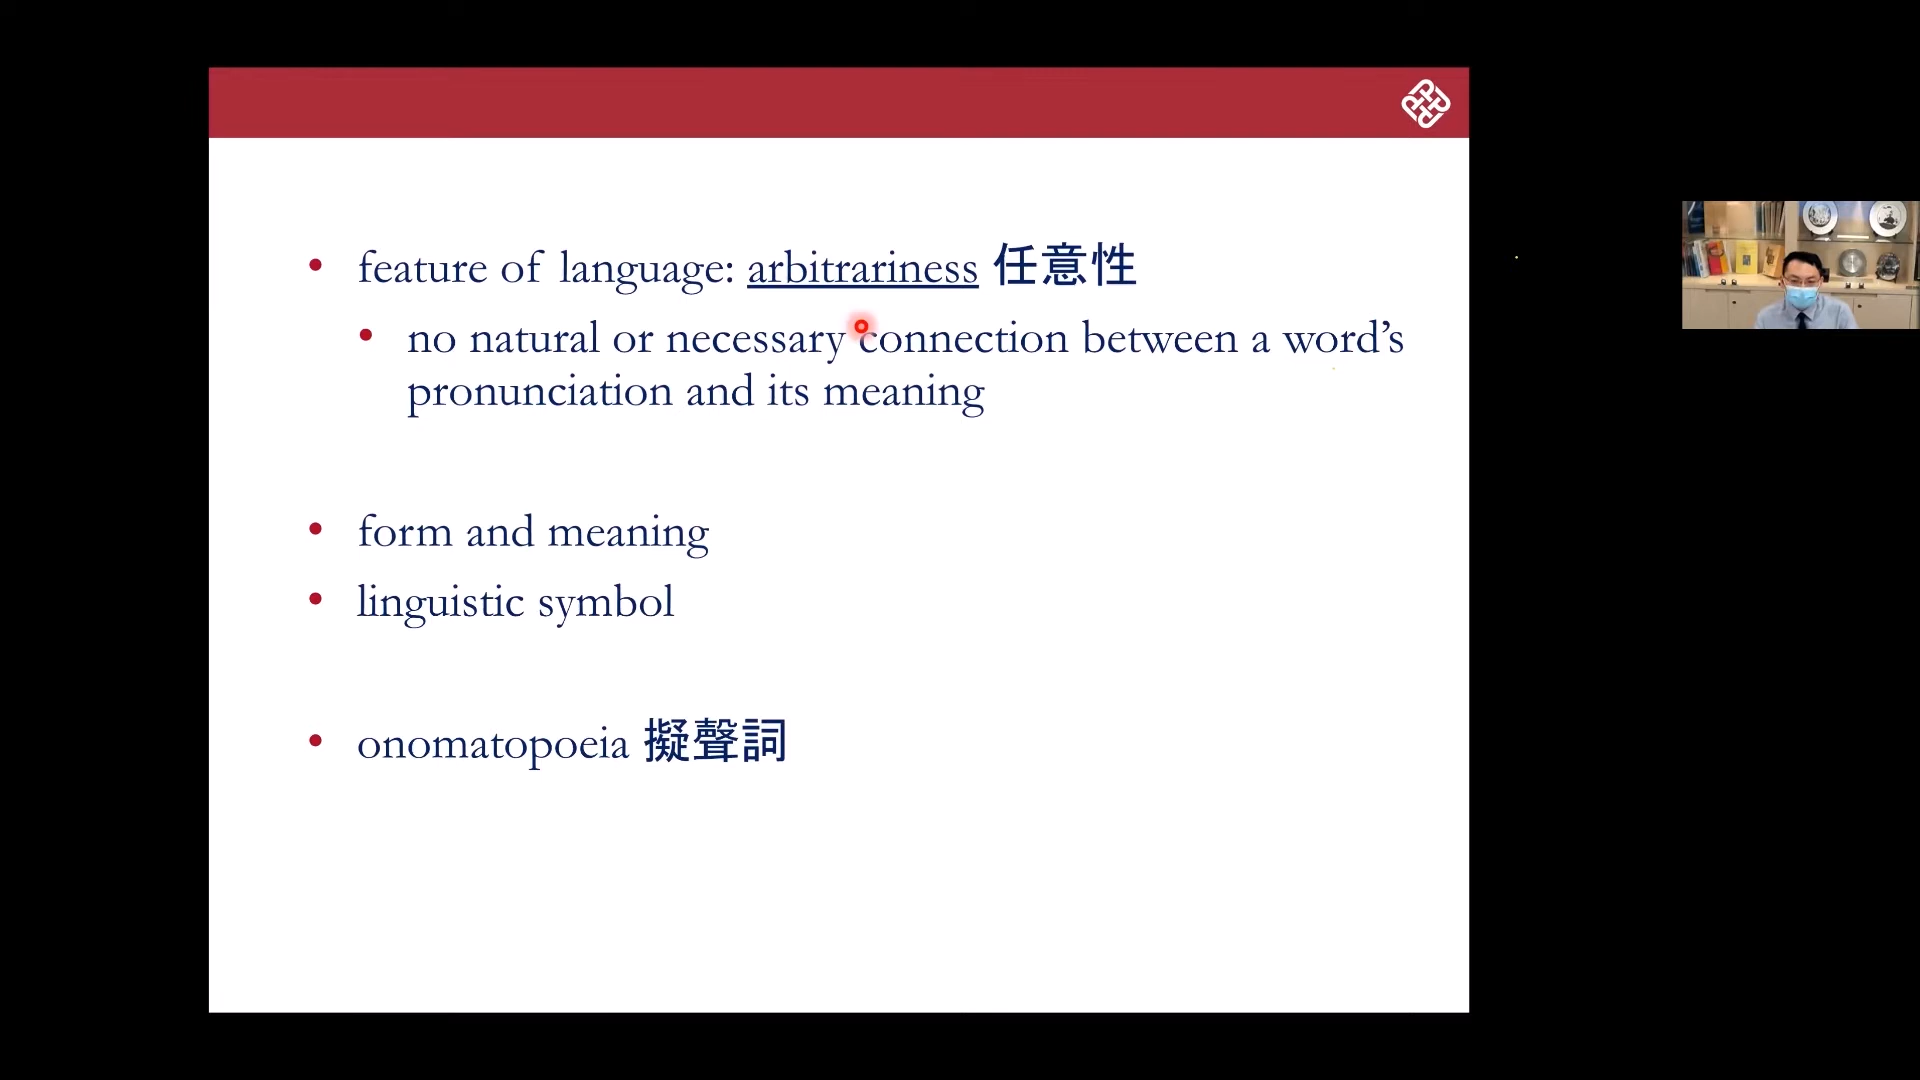 feature of language: arbitrariness 任意性
no natural or necessary connection between a word’s
pronunciation and its meaning
form and meaning
linguistic symbol
onomatopoeia 擬聲詞